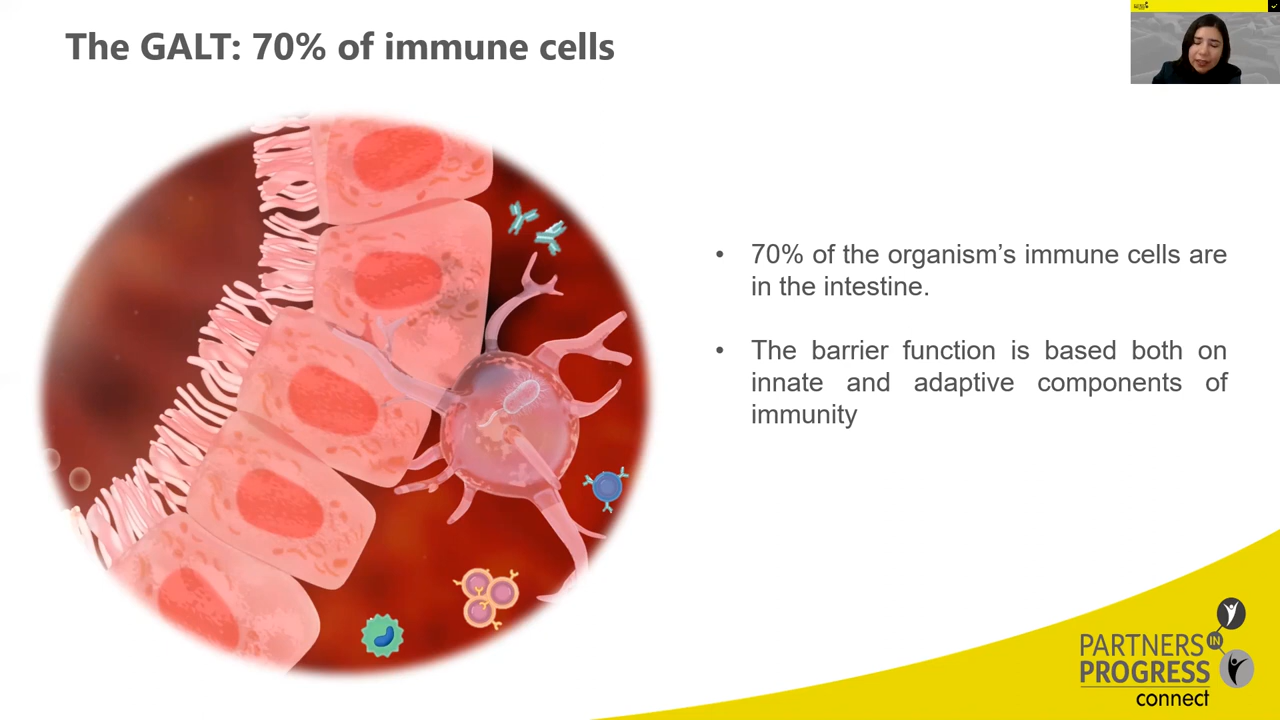 The GALT: 70% of immune cells
• 70% of the organism’s immune cells are
in the intestine.
• The barrier function is based both on
innate and adaptive components of
immunity
PARTNERS
IN
PROGRESS
connect